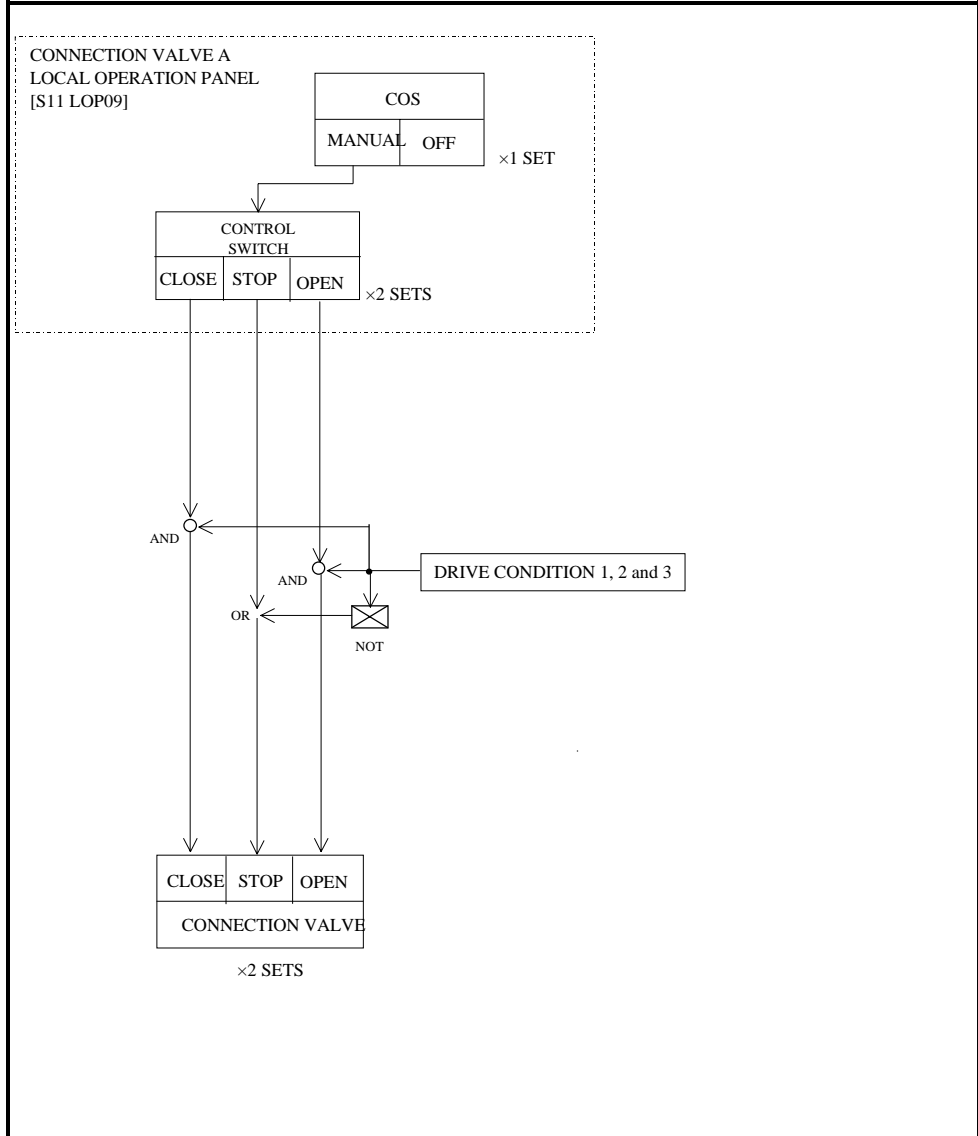 CONNECTION VALVE A
LOCAL OPERATION PANEL
[S11 LOP09]
COS
MANUAL OFF
×1 SET
CONTROL
SWITCH
CLOSE STOP OPEN
×2 SETS
AND
AND
DRIVE CONDITION 1, 2 and 3
OR
NOT
CLOSE STOP OPEN
CONNECTION VALVE
×2 SETS